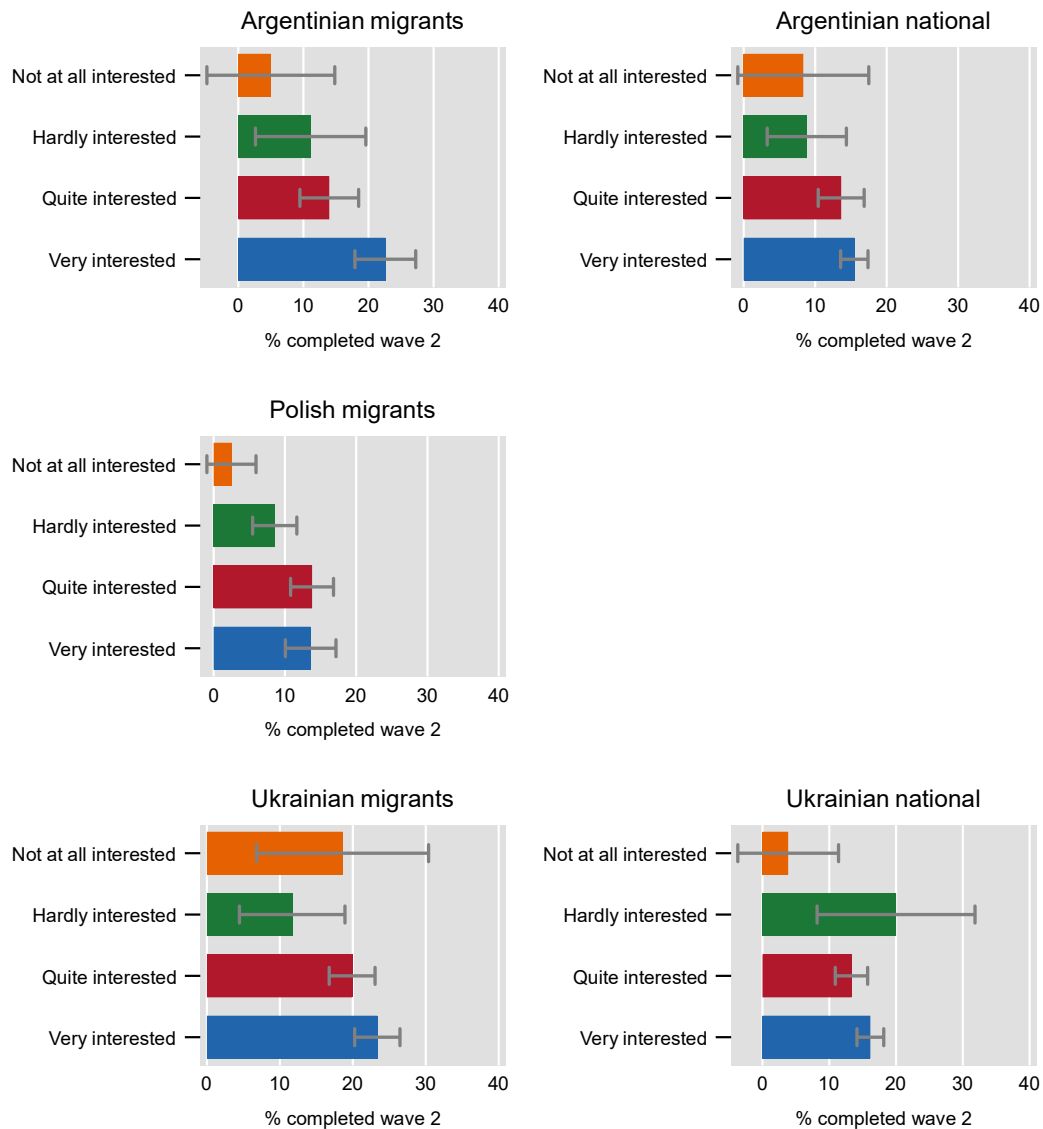 Argentinian migrants
Not at all interested
Hardly interested
Quite interested
Very interested
0 10 20 30 40
% completed wave 2
Argentinian national
Not at all interested
Hardly interested
Quite interested
Very interested
0 10 20 30 40
% completed wave 2
Polish migrants
Not at all interested
Hardly interested
Quite interested
Very interested
0 10 20 30 40
% completed wave 2
Ukrainian migrants
Not at all interested
Hardly interested
Quite interested
Very interested
0 10 20 30 40
% completed wave 2
Ukrainian national
Not at all interested
Hardly interested
Quite interested
Very interested
0 10 20 30 40
% completed wave 2